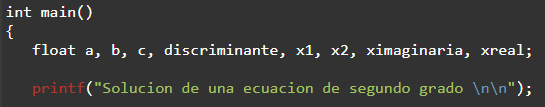 int main()
{
float a, b, c, discriminante, x1, x2, ximaginaria, xreal;
printf("Solucion de una ecuacion de segundo grado \n\n");